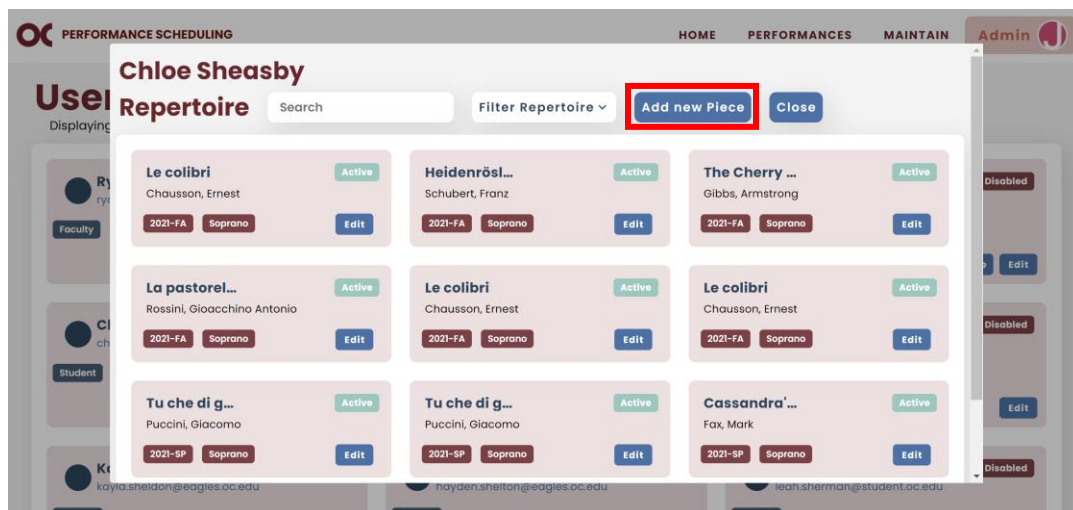 OC PERFORMANCE SCHEDULING HOME PERFORMANCES MAINTAIN Admin
Chloe Sheasby
User
Repertoire Search Filter Repertoire Add new Piece Close
Displaying
Le colibri Active Heidenrösl... Active The Cherry ... Active
Disabled
Chausson, Ernest Schubert, Franz Gibbs, Armstrong
2021-FA Soprano Edit 2021-FA Soprano Edit 2021-FA Soprano Edit
Faculty
Edit
La pastorel... Active Le colibri Active Le colibri Active
Rossini, Gioacchino Antonio Chausson, Ernest Chausson, Ernest
Disabled
2021-FA Soprano Edit 2021-FA Soprano Edit 2021-FA Soprano Edit
Student
Tu che di g... Active Tu che di g... Active Cassandra'... Active
Edit
Puccini, Giacomo Puccini, Giacomo Fax, Mark
2021-SP Soprano Edit 2021-SP Soprano Edit 2021-SP Soprano Edit
Disabled
kayla.sheldon@eagles.oc.edu hayden.shelton@eagles.oc.edu leah.sherman@student.oc.edu